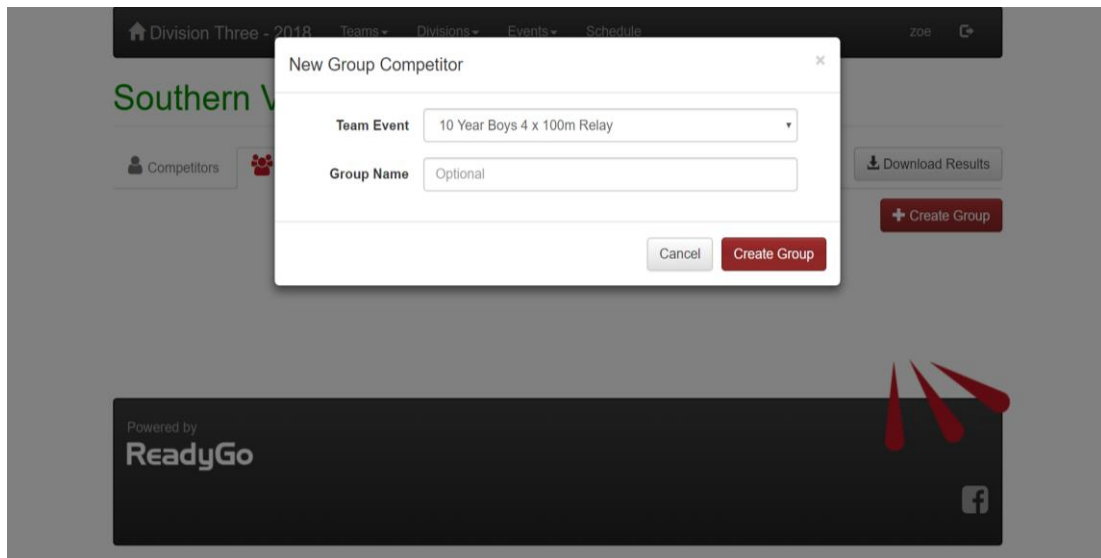 Division Three - 2018 Teams Divisions Events Schedule zoe
New Group Competitor ×
Southern V
Team Event 10 Year Boys 4 x 100m Relay
Competitors
Group Name Optional
Download Results
Create Group
Cancel Create Group
Powered by
ReadyGo